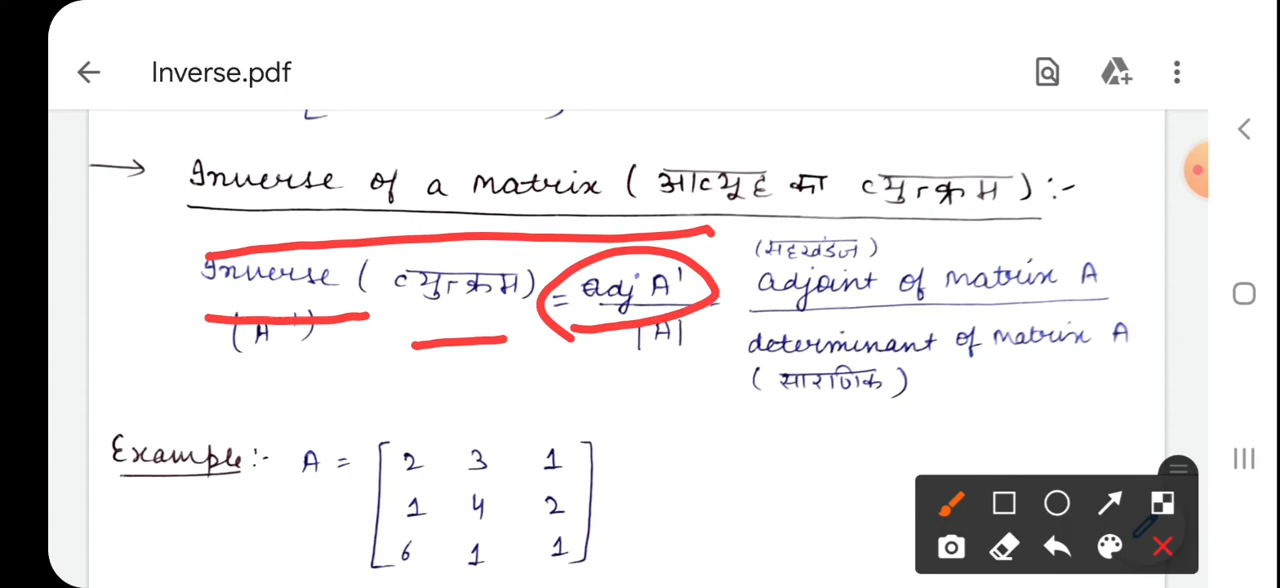 Inverse.pdf
→ Inverse of a matrix (आव्यूह का व्युत्क्रम) :-
Inverse (व्युत्क्रम) = adj A' / |A|
(सहखंडज)
adjoint of matrix A
(A⁻¹)
determinant of matrix A
(सारणिक)
Example:- A = [ 2 3 1
1 4 2
6 1 1 ]